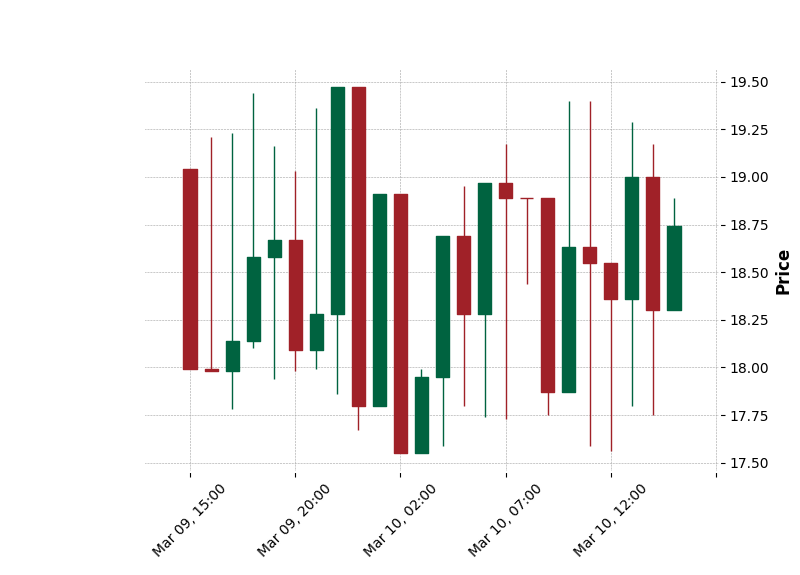 19.50
19.25
19.00
18.75
18.50
18.25
18.00
17.75
17.50
Price
Mar 09, 15:00
Mar 09, 20:00
Mar 10, 02:00
Mar 10, 07:00
Mar 10, 12:00